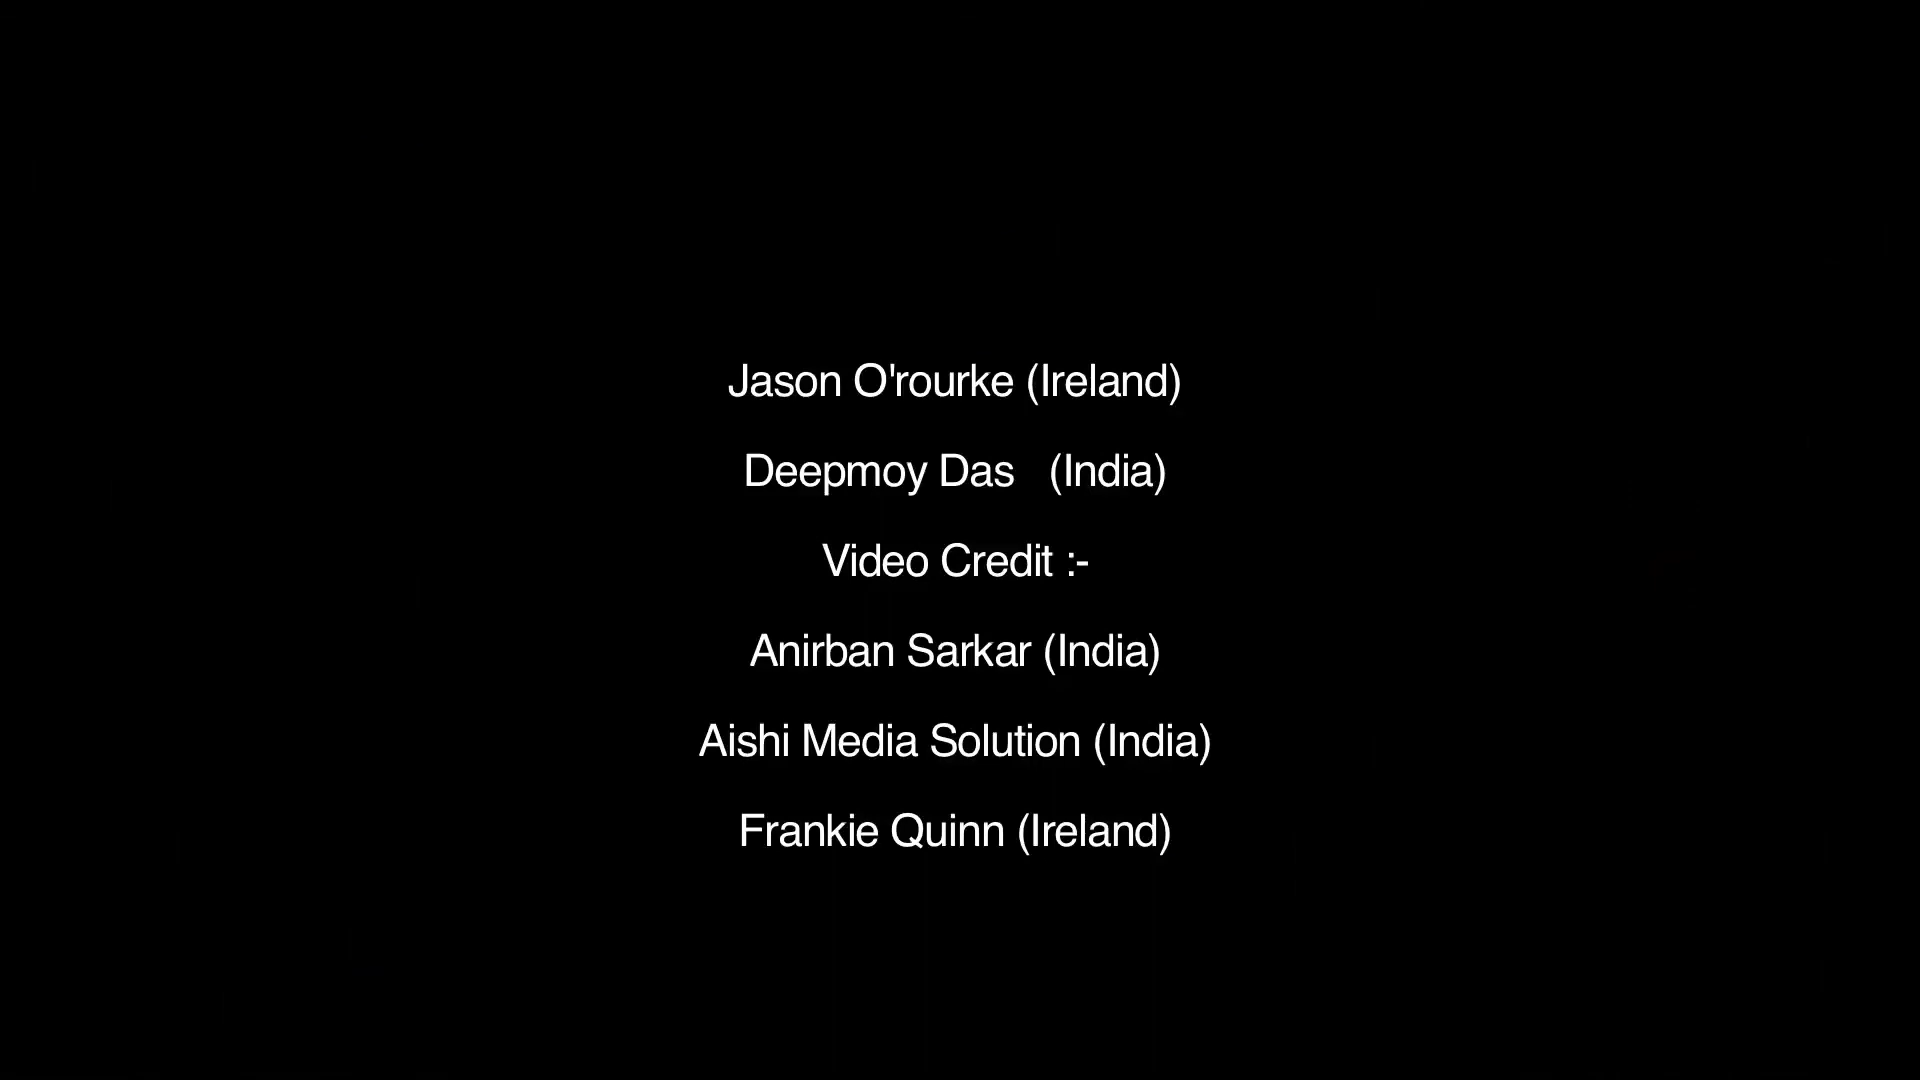 Jason O'rourke (Ireland)
Deepmoy Das   (India)
Video Credit :-
Anirban Sarkar (India)
Aishi Media Solution (India)
Frankie Quinn (Ireland)